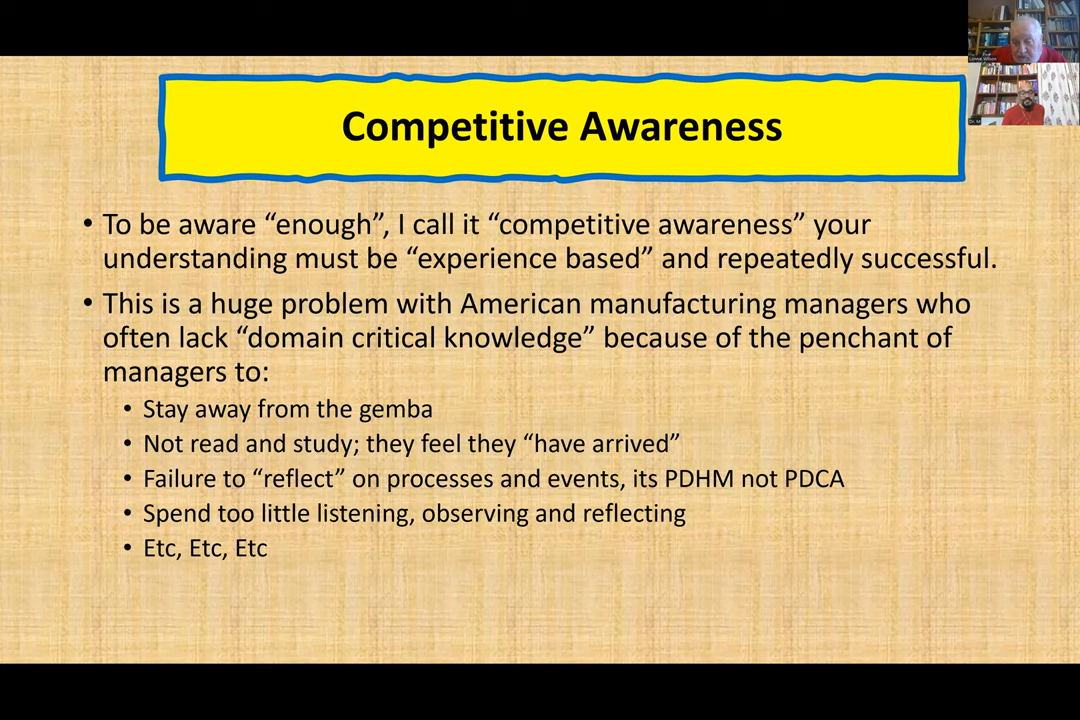 Competitive Awareness
• To be aware “enough”, I call it “competitive awareness” your
understanding must be “experience based” and repeatedly successful.
• This is a huge problem with American manufacturing managers who
often lack “domain critical knowledge” because of the penchant of
managers to:
• Stay away from the gemba
• Not read and study; they feel they “have arrived”
• Failure to “reflect” on processes and events, its PDHM not PDCA
• Spend too little listening, observing and reflecting
• Etc, Etc, Etc
Lonnie Wilson